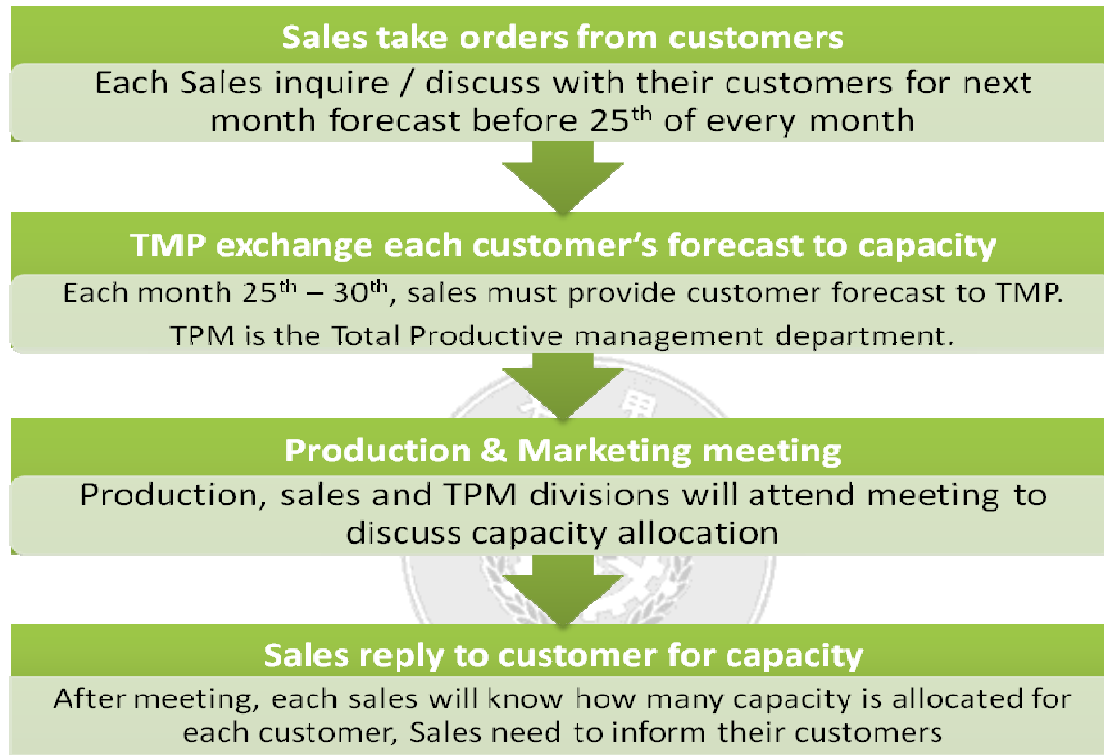 Sales take orders from customers
Each Sales inquire / discuss with their customers for next
month forecast before 25th of every month
TMP exchange each customer's forecast to capacity
Each month 25th – 30th, sales must provide customer forecast to TMP.
TPM is the Total Productive management department.
Production & Marketing meeting
Production, sales and TPM divisions will attend meeting to
discuss capacity allocation
Sales reply to customer for capacity
After meeting, each sales will know how many capacity is allocated for
each customer, Sales need to inform their customers